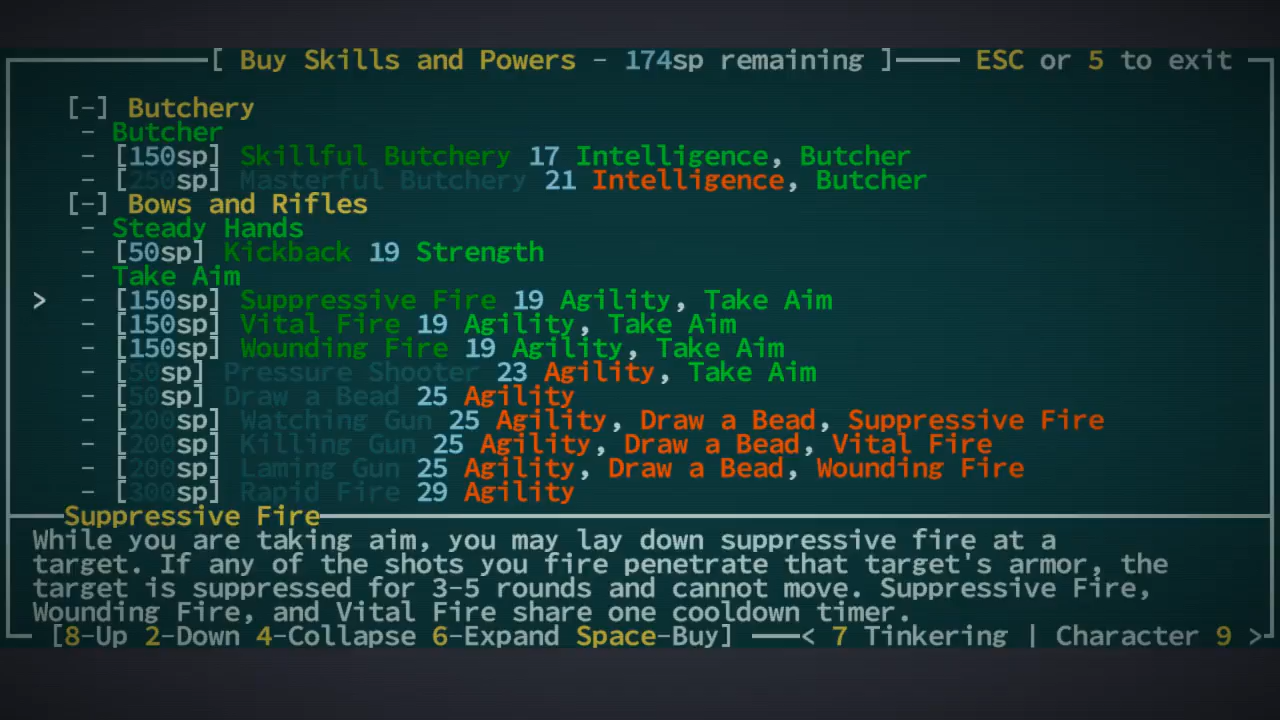 [ Buy Skills and Powers - 174sp remaining ] ESC or 5 to exit
[-] Butchery
- Butcher
- [150sp] Skillful Butchery 17 Intelligence, Butcher
- [250sp] Masterful Butchery 21 Intelligence, Butcher
[-] Bows and Rifles
- Steady Hands
- [50sp] Kickback 19 Strength
- Take Aim
> - [150sp] Suppressive Fire 19 Agility, Take Aim
- [150sp] Vital Fire 19 Agility, Take Aim
- [150sp] Wounding Fire 19 Agility, Take Aim
- [50sp] Pressure Shooter 23 Agility, Take Aim
- [50sp] Draw a Bead 25 Agility
- [200sp] Watching Gun 25 Agility, Draw a Bead, Suppressive Fire
- [200sp] Killing Gun 25 Agility, Draw a Bead, Vital Fire
- [200sp] Laming Gun 25 Agility, Draw a Bead, Wounding Fire
- [300sp] Rapid Fire 29 Agility
Suppressive Fire
While you are taking aim, you may lay down suppressive fire at a
target. If any of the shots you fire penetrate that target's armor, the
target is suppressed for 3-5 rounds and cannot move. Suppressive Fire,
Wounding Fire, and Vital Fire share one cooldown timer.
[8-Up 2-Down 4-Collapse 6-Expand Space-Buy] < 7 Tinkering | Character 9 >